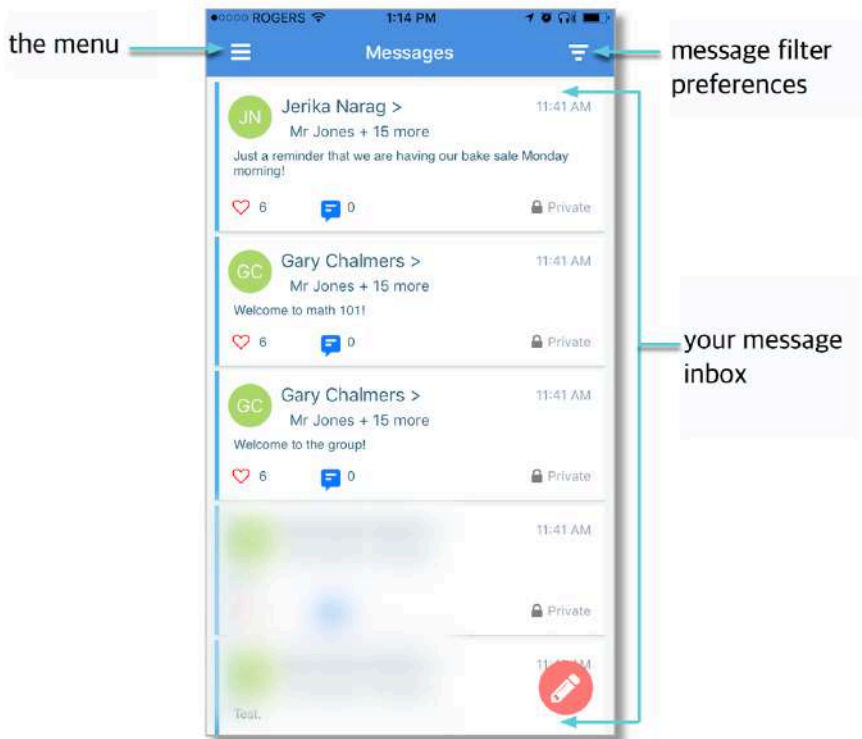 ROGERS 1:14 PM
the menu
Messages
message filter
preferences
JN Jerika Narag > 11:41 AM
Mr Jones + 15 more
Just a reminder that we are having our bake sale Monday
morning!
6 0 Private
GC Gary Chalmers > 11:41 AM
Mr Jones + 15 more
Welcome to math 101!
6 0 Private
your message
inbox
GC Gary Chalmers > 11:41 AM
Mr Jones + 15 more
Welcome to the group!
6 0 Private
11:41 AM
Private
Test.